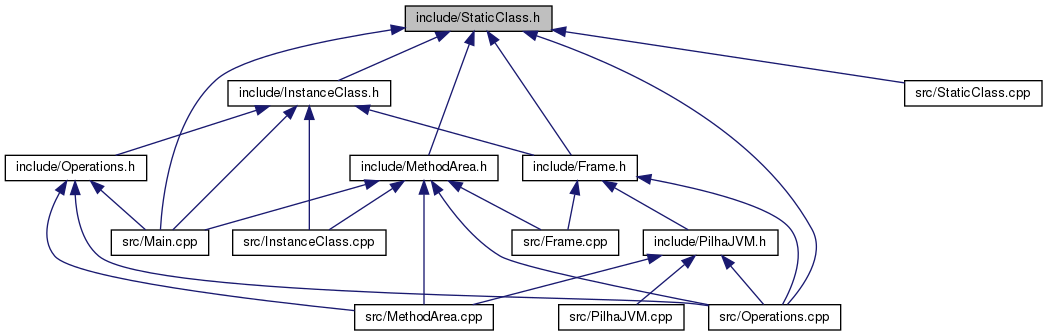 include/StaticClass.h
include/InstanceClass.h
src/StaticClass.cpp
include/Operations.h
include/MethodArea.h
include/Frame.h
src/Main.cpp
src/InstanceClass.cpp
src/Frame.cpp
include/PilhaJVM.h
src/MethodArea.cpp
src/PilhaJVM.cpp
src/Operations.cpp